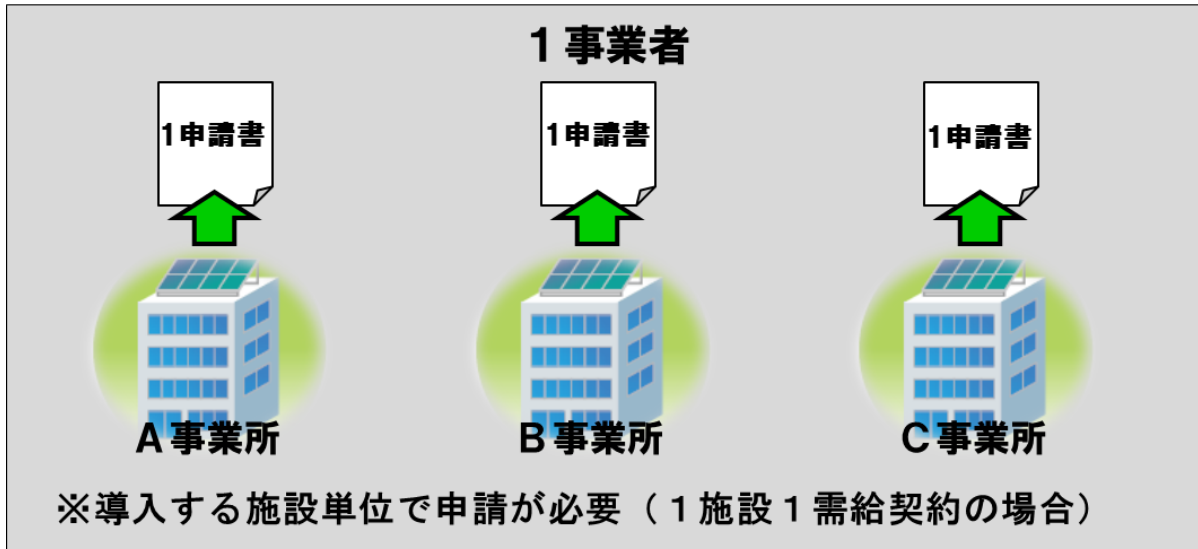 １事業者
1申請書
1申請書
1申請書
Ａ事業所
Ｂ事業所
Ｃ事業所
※導入する施設単位で申請が必要（１施設１需給契約の場合）